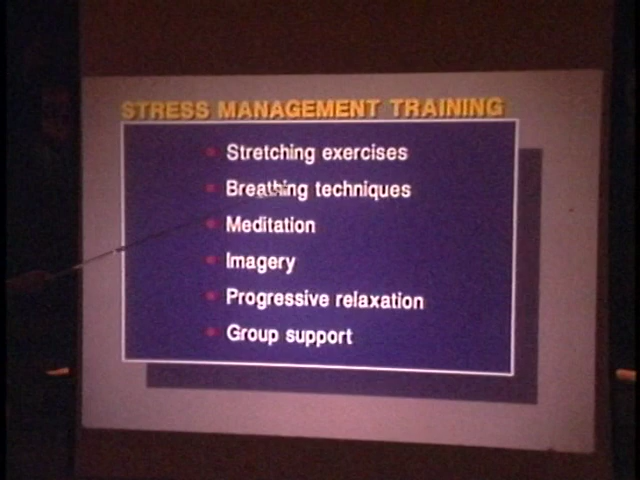 STRESS MANAGEMENT TRAINING
Stretching exercises
Breathing techniques
Meditation
Imagery
Progressive relaxation
Group support